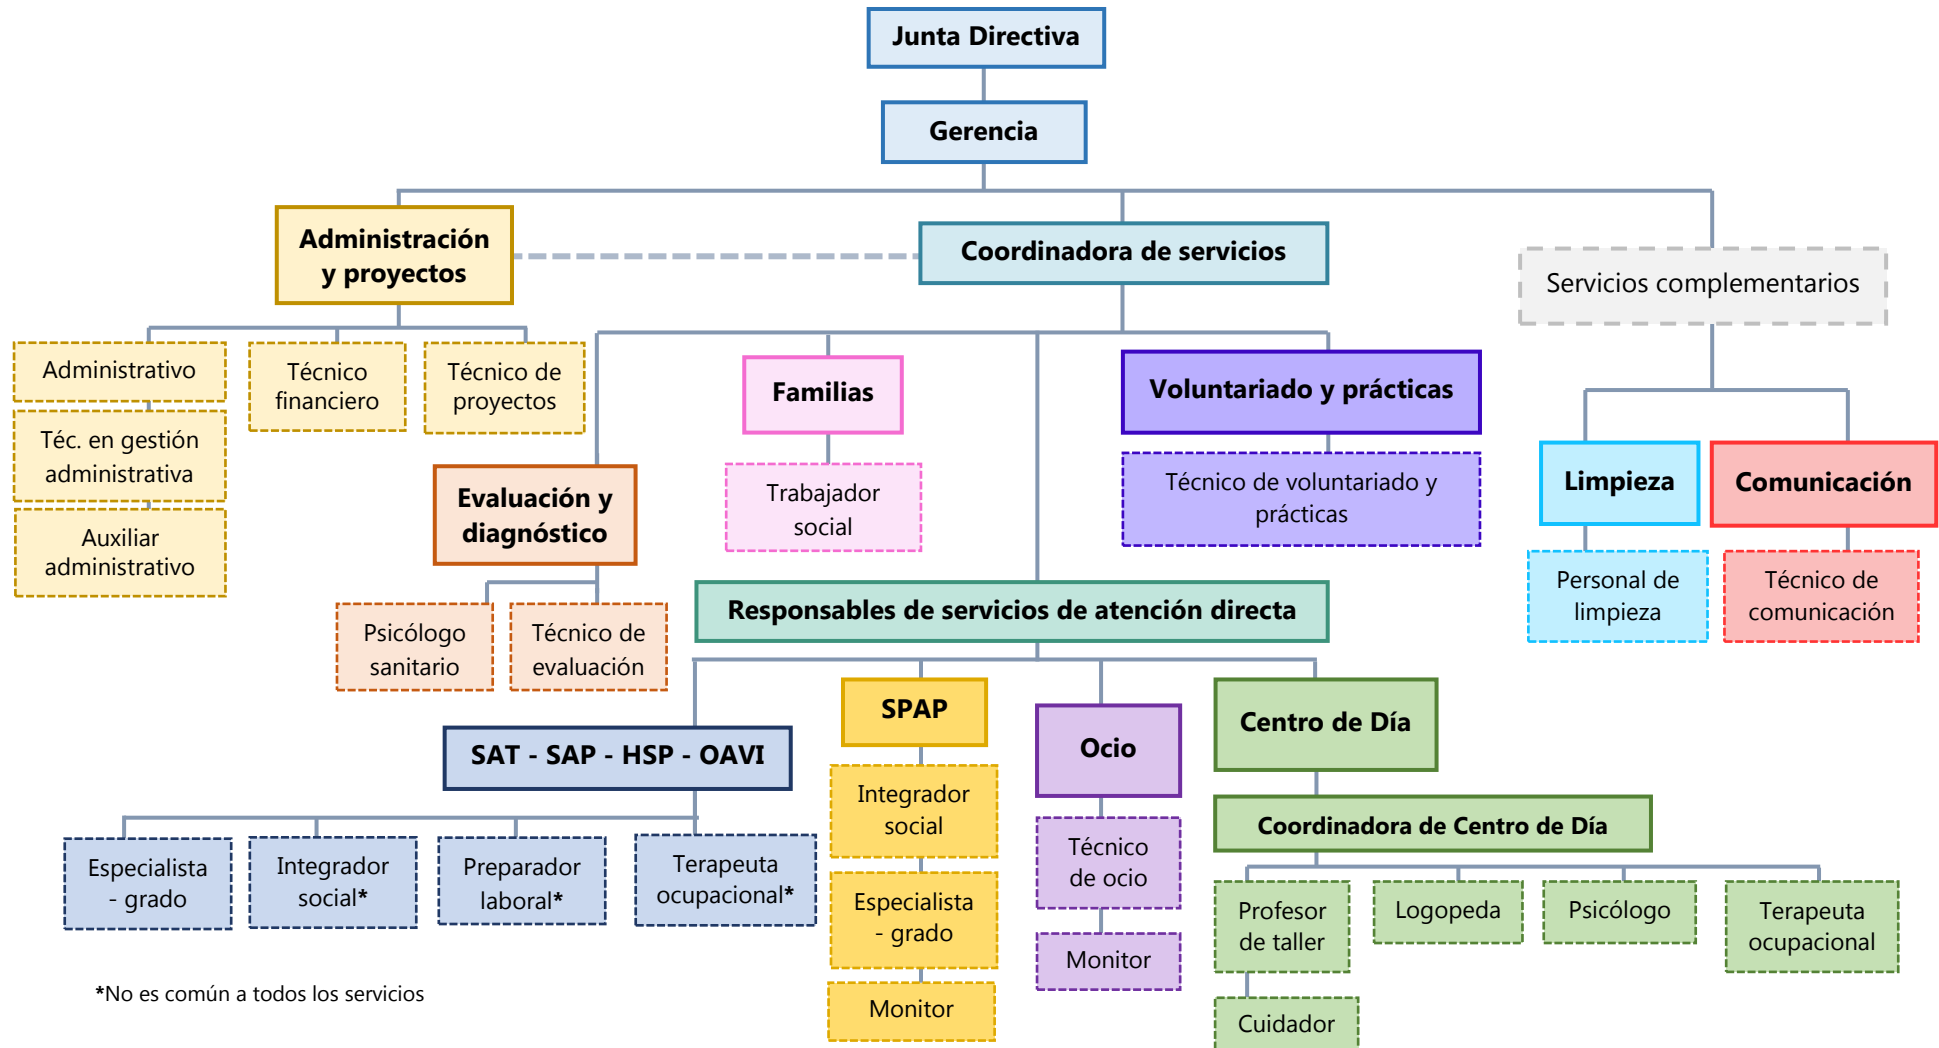 Junta Directiva
Gerencia
Administración
y proyectos
Coordinadora de servicios
Servicios complementarios
Administrativo
Téc. en gestión
administrativa
Auxiliar
administrativo
Técnico
financiero
Técnico de
proyectos
Evaluación y
diagnóstico
Psicólogo
sanitario
Técnico de
evaluación
Familias
Trabajador
social
Voluntariado y prácticas
Técnico de voluntariado y
prácticas
Limpieza
Personal de
limpieza
Comunicación
Técnico de
comunicación
Responsables de servicios de atención directa
SAT - SAP - HSP - OAVI
Especialista
- grado
Integrador
social*
Preparador
laboral*
Terapeuta
ocupacional*
SPAP
Integrador
social
Especialista
- grado
Monitor
Ocio
Técnico
de ocio
Monitor
Centro de Día
Coordinadora de Centro de Día
Profesor
de taller
Cuidador
Logopeda
Psicólogo
Terapeuta
ocupacional
*No es común a todos los servicios